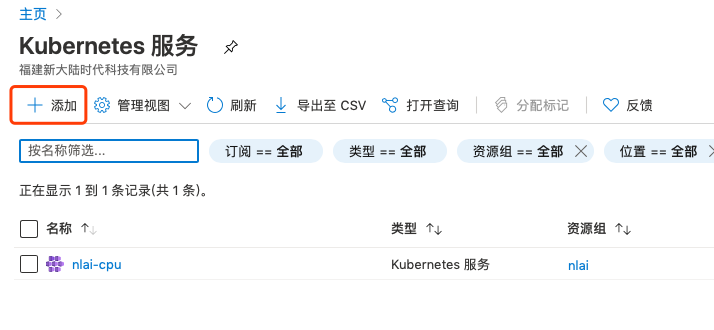 主页 >
Kubernetes 服务
福建新大陆时代科技有限公司
+ 添加 管理视图 刷新 导出至 CSV 打开查询 分配标记 反馈
按名称筛选... 订阅 == 全部 类型 == 全部 资源组 == 全部 × 位置 == 全部
正在显示 1 到 1 条记录(共 1 条)。
名称 ↑↓ 类型 ↑↓ 资源组 ↑↓
nlai-cpu Kubernetes 服务 nlai